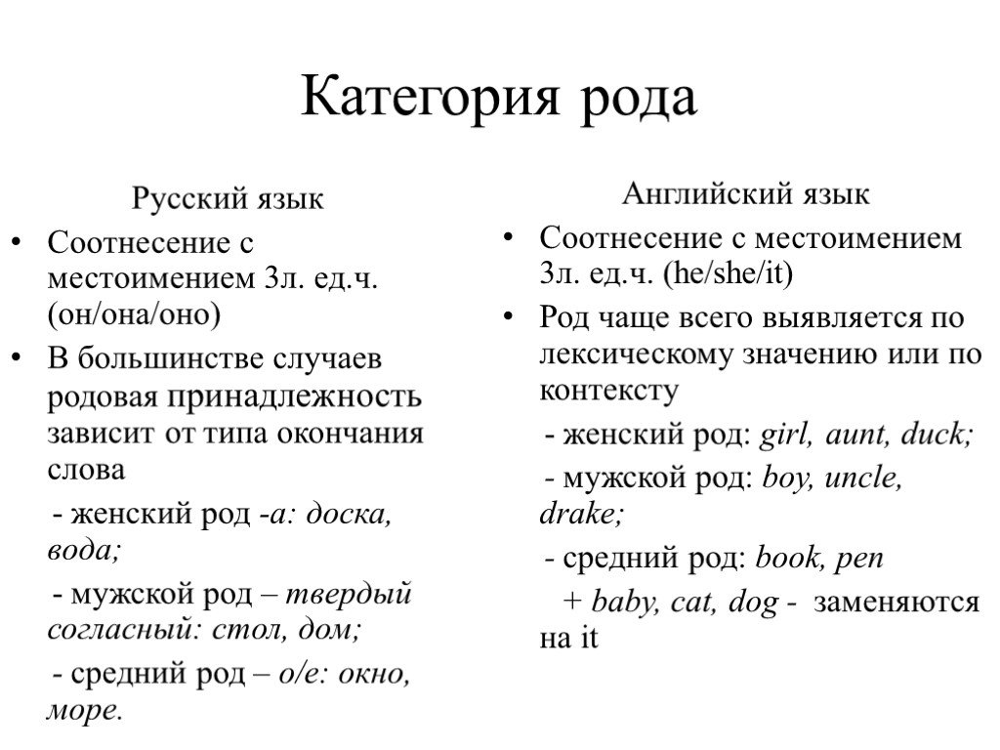 Категория рода
Русский язык
• Соотнесение с
местоимением 3л. ед.ч.
(он/она/оно)
• В большинстве случаев
родовая принадлежность
зависит от типа окончания
слова
- женский род -а: доска,
вода;
- мужской род – твердый
согласный: стол, дом;
- средний род – о/е: окно,
море.
Английский язык
• Соотнесение с местоимением
3л. ед.ч. (he/she/it)
• Род чаще всего выявляется по
лексическому значению или по
контексту
- женский род: girl, aunt, duck;
- мужской род: boy, uncle,
drake;
- средний род: book, pen
+ baby, cat, dog - заменяются
на it